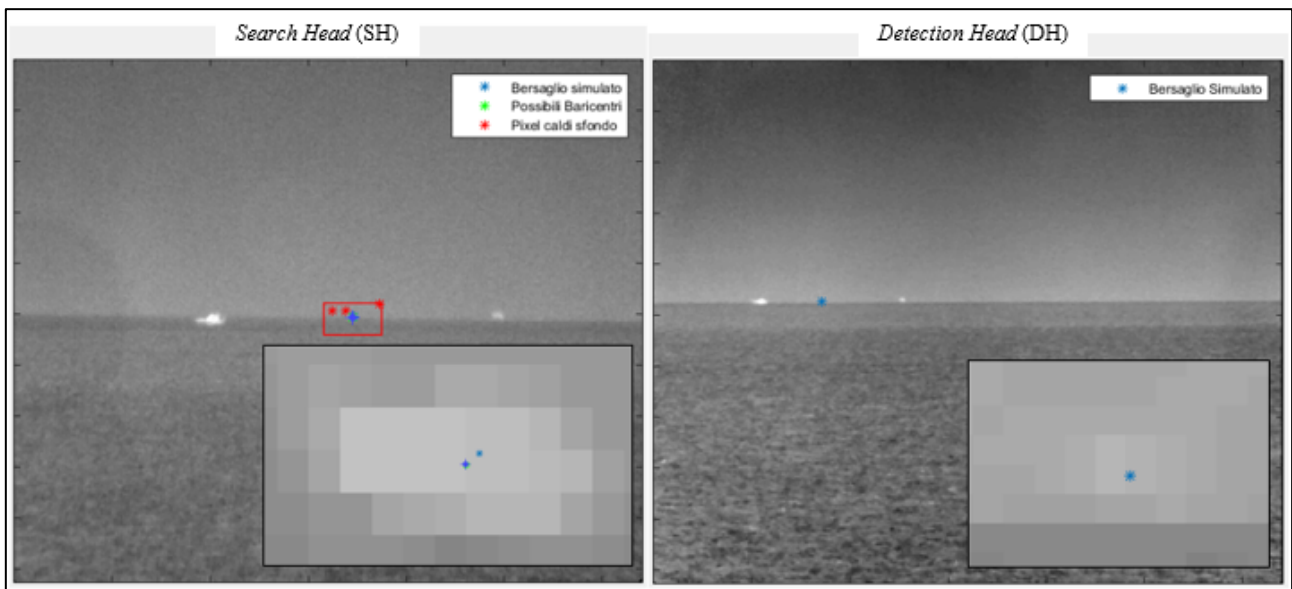 Search Head (SH)
Bersaglio simulato
Possibili Baricentri
Pixel caldi sfondo
Detection Head (DH)
Bersaglio Simulato